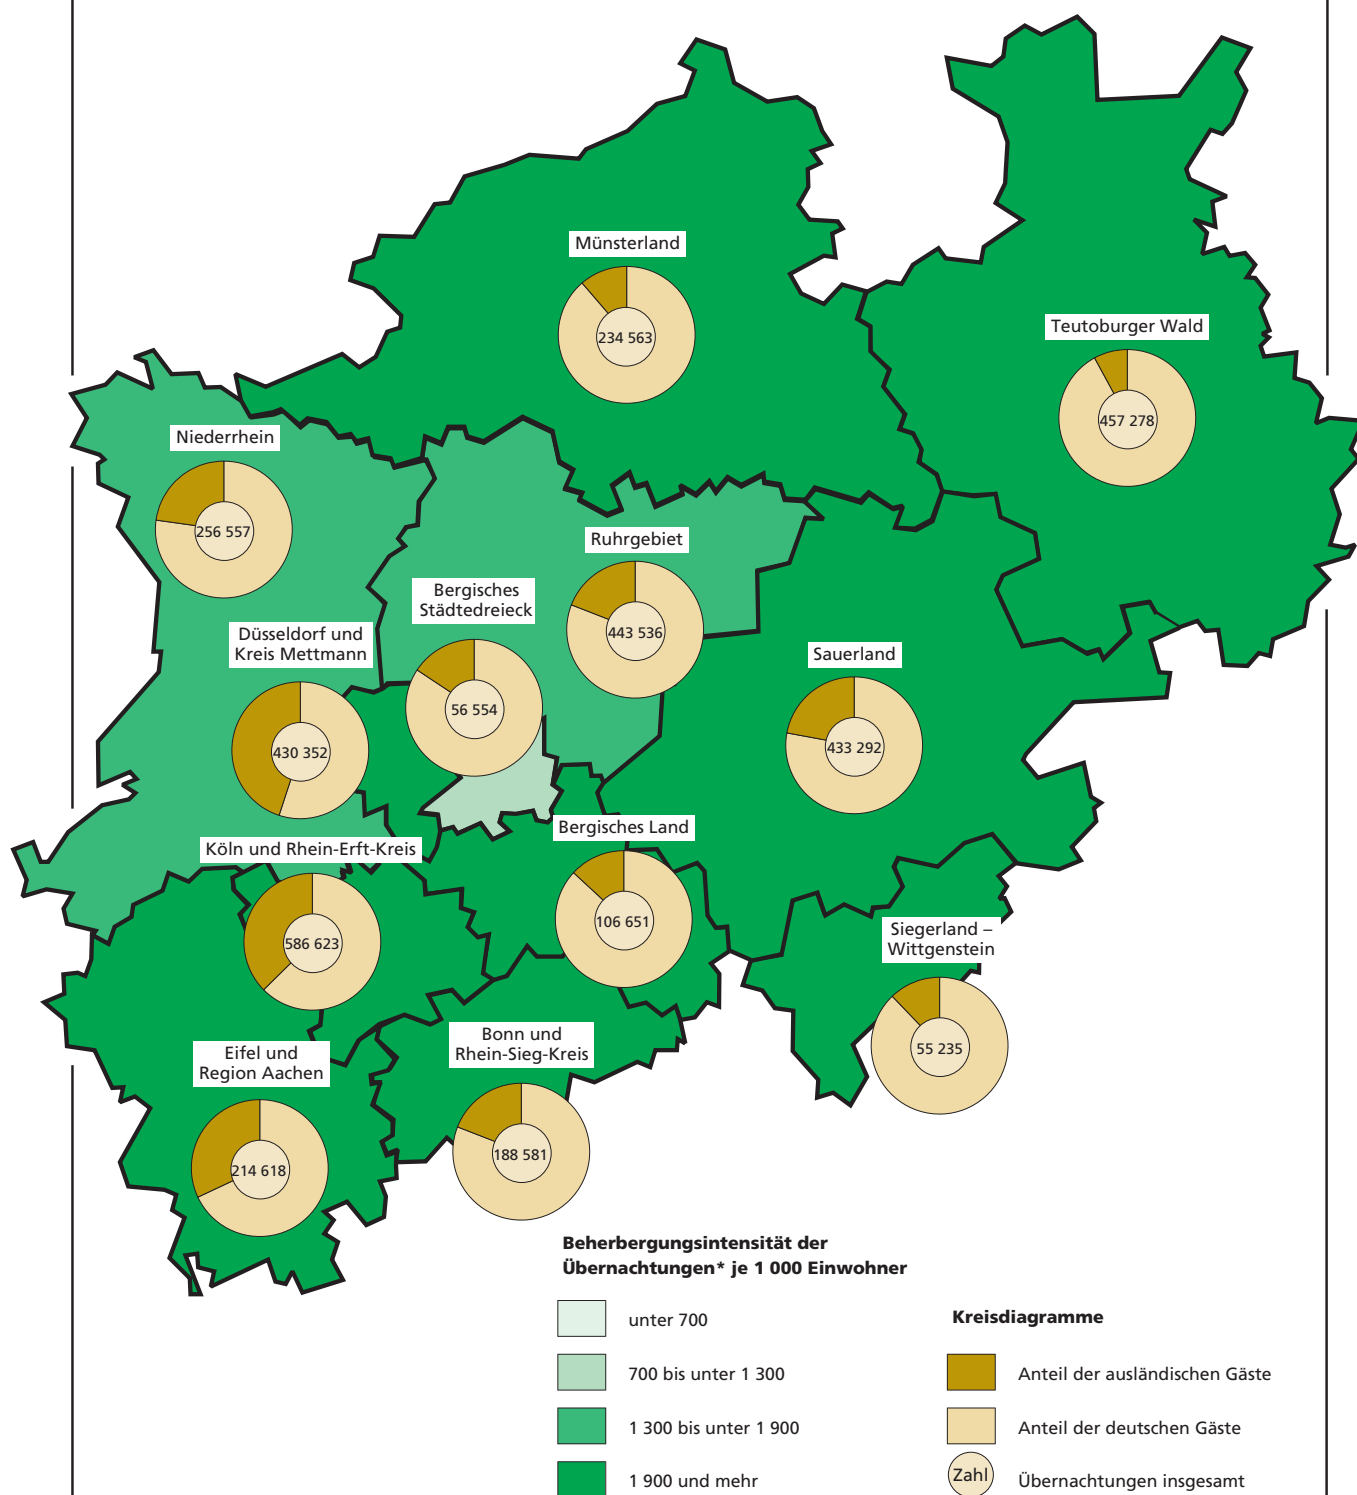 Münsterland
234 563
Teutoburger Wald
457 278
Niederrhein
256 557
Ruhrgebiet
443 536
Bergisches
Städtedreieck
56 554
Düsseldorf und
Kreis Mettmann
430 352
Sauerland
433 292
Bergisches Land
106 651
Köln und Rhein-Erft-Kreis
586 623
Siegerland –
Wittgenstein
55 235
Bonn und
Rhein-Sieg-Kreis
188 581
Eifel und
Region Aachen
214 618
Beherbergungsintensität der
Übernachtungen* je 1 000 Einwohner
unter 700
700 bis unter 1 300
1 300 bis unter 1 900
1 900 und mehr
Kreisdiagramme
Anteil der ausländischen Gäste
Anteil der deutschen Gäste
Zahl Übernachtungen insgesamt